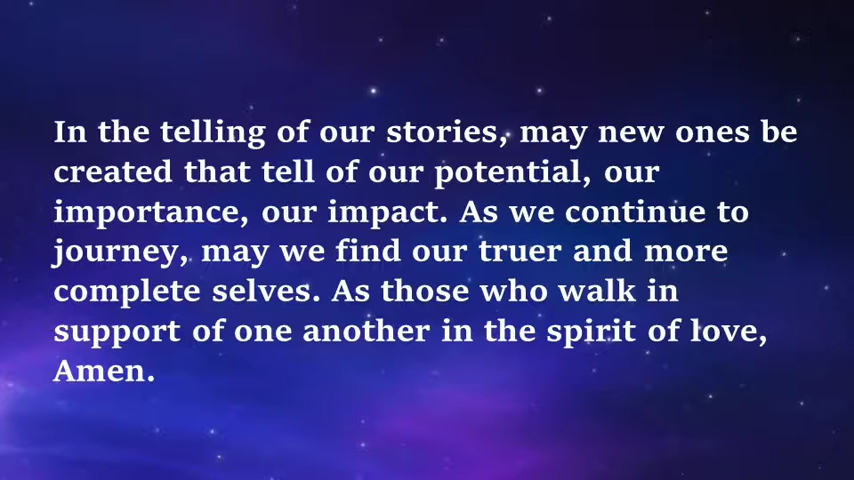 In the telling of our stories, may new ones be
created that tell of our potential, our
importance, our impact. As we continue to
journey, may we find our truer and more
complete selves. As those who walk in
support of one another in the spirit of love,
Amen.